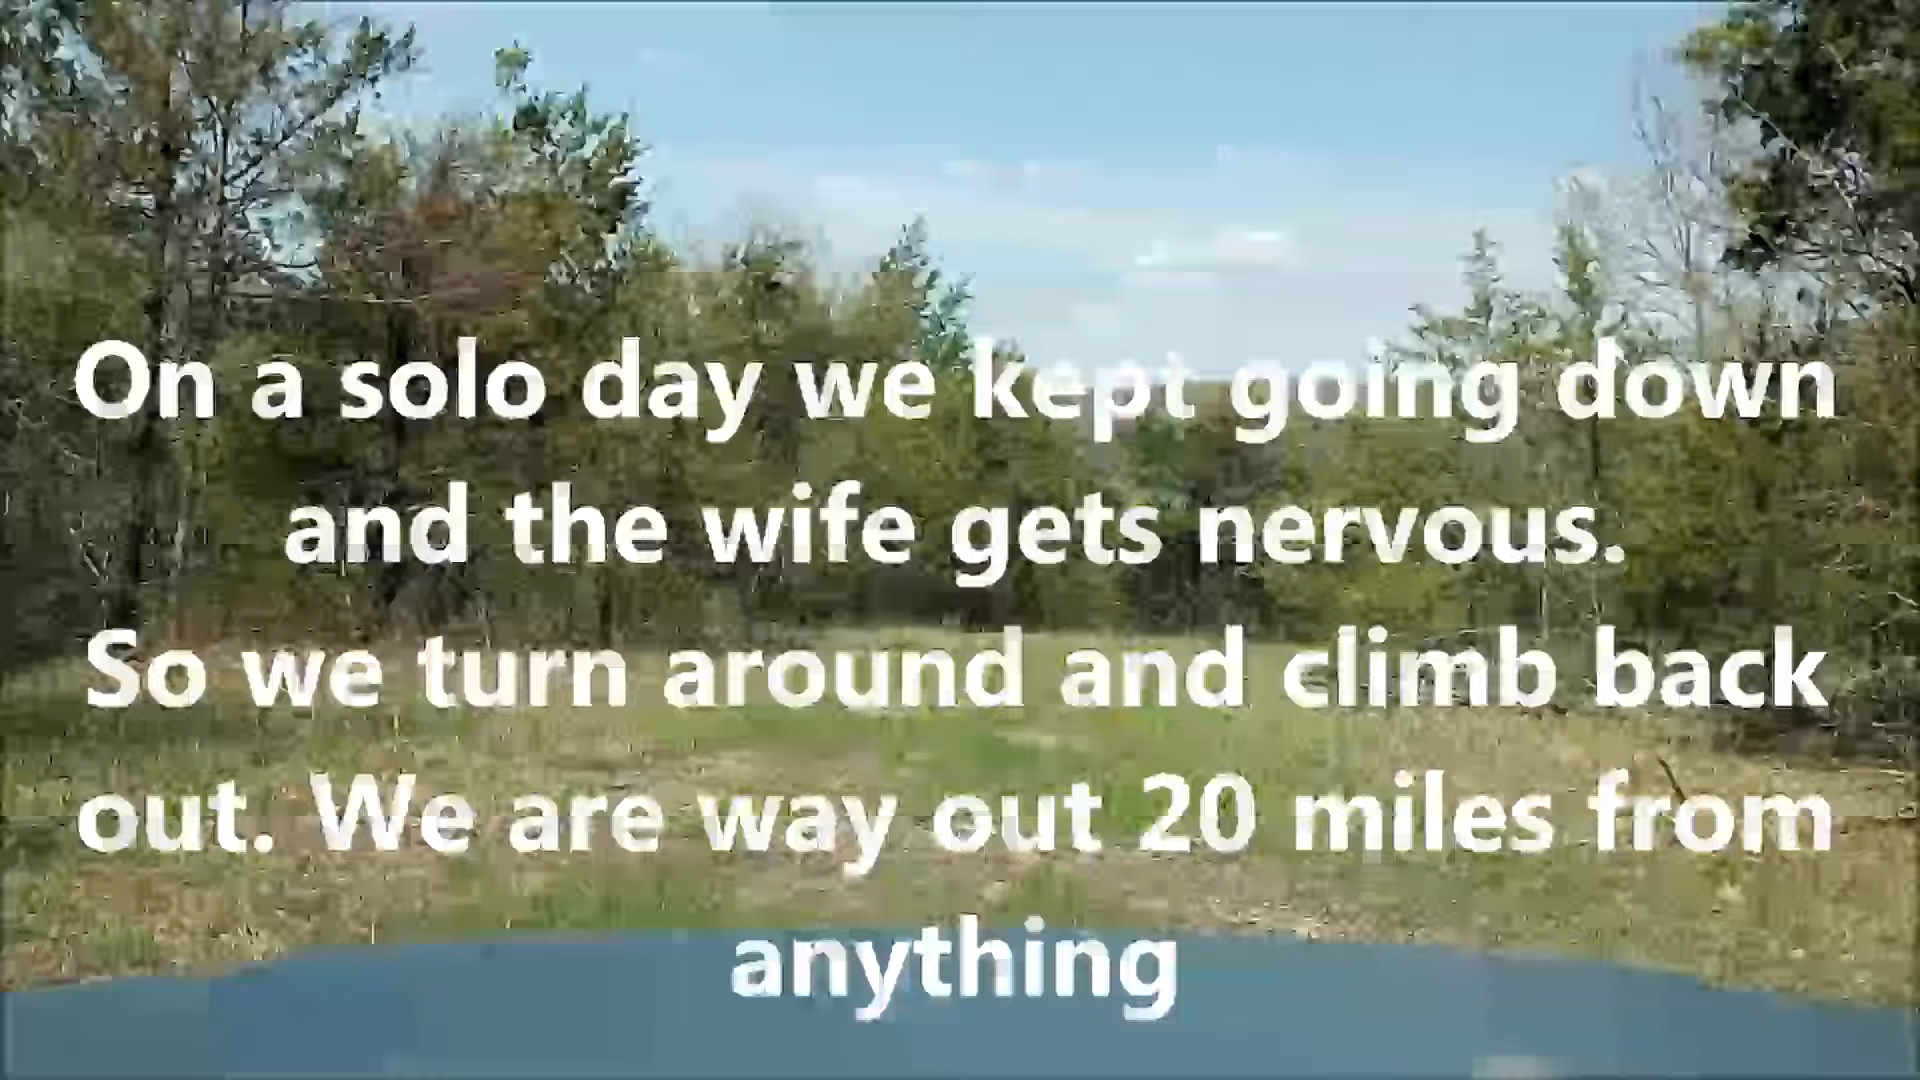 On a solo day we kept going down
and the wife gets nervous.
So we turn around and climb back
out. We are way out 20 miles from
anything